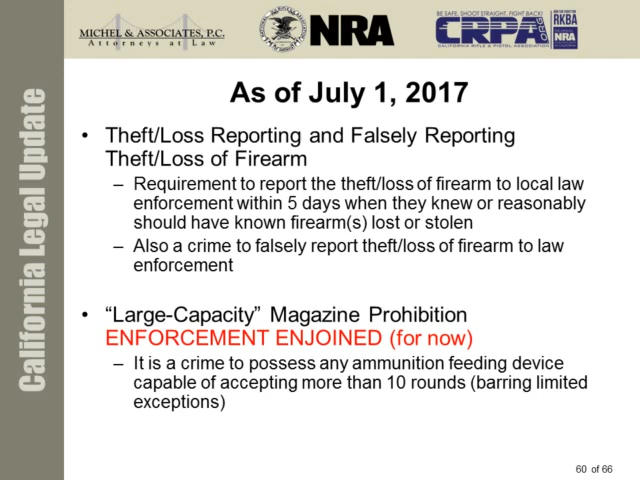 MICHEL & ASSOCIATES, P.C.
Attorneys at Law
NRA
BE SAFE. SHOOT STRAIGHT. FIGHT BACK!
CRPA.ORG
CALIFORNIA RIFLE & PISTOL ASSOCIATION
RKBA
NRA
California Legal Update
As of July 1, 2017
• Theft/Loss Reporting and Falsely Reporting
Theft/Loss of Firearm
– Requirement to report the theft/loss of firearm to local law
enforcement within 5 days when they knew or reasonably
should have known firearm(s) lost or stolen
– Also a crime to falsely report theft/loss of firearm to law
enforcement
• “Large-Capacity” Magazine Prohibition
ENFORCEMENT ENJOINED (for now)
– It is a crime to possess any ammunition feeding device
capable of accepting more than 10 rounds (barring limited
exceptions)
60 of 66